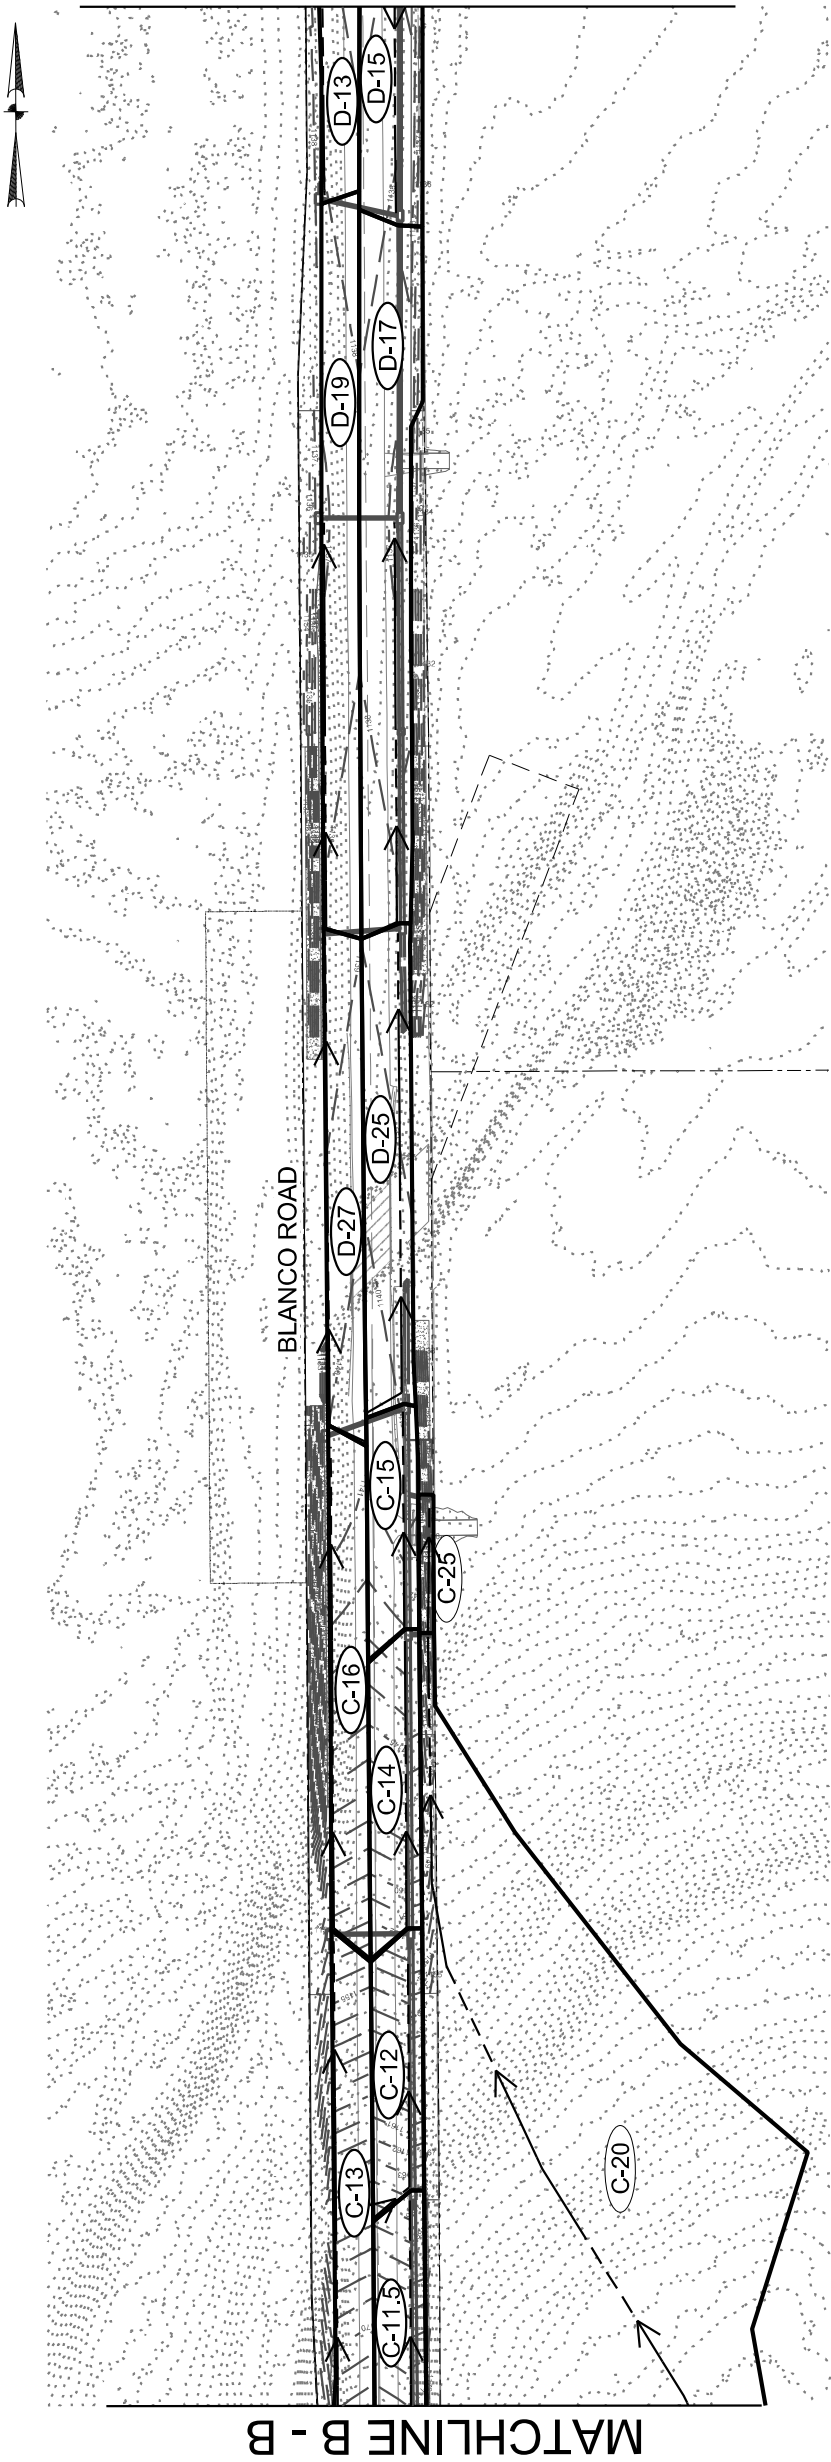 D-13
D-15
D-17
D-19
D-25
D-27
BLANCO ROAD
C-15
C-25
C-16
C-14
C-12
C-13
C-20
C-11.5
MATCHLINE B - B